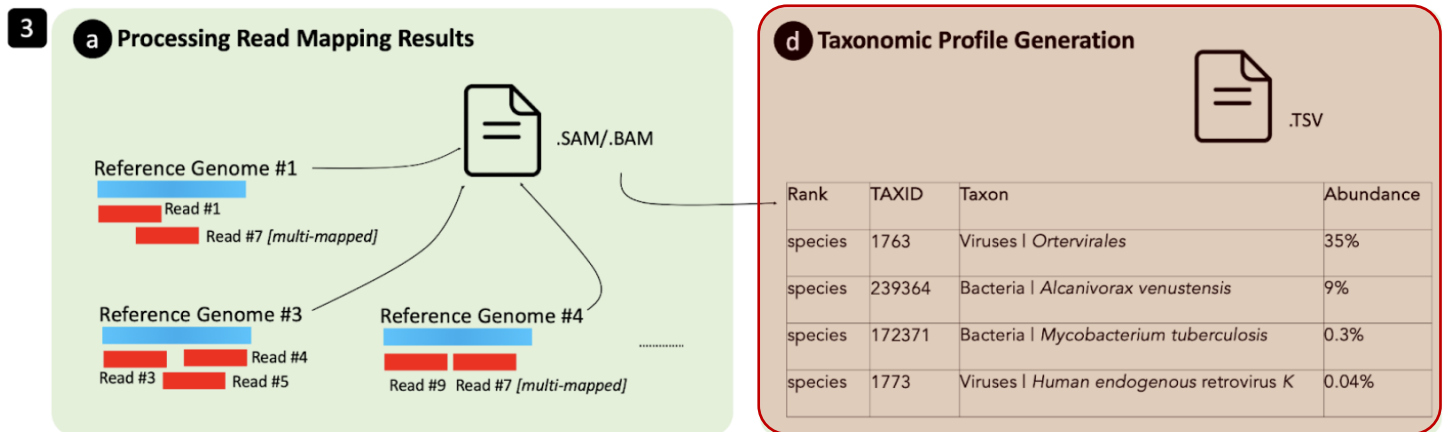 3
a Processing Read Mapping Results
.SAM/.BAM
Reference Genome #1
Read #1
Read #7 [multi-mapped]
Reference Genome #3
Read #4
Read #3
Read #5
Reference Genome #4
Read #9 Read #7 [multi-mapped]
.............
d Taxonomic Profile Generation
.TSV
Rank TAXID Taxon Abundance
species 1763 Viruses | Ortervirales 35%
species 239364 Bacteria | Alcanivorax venustensis 9%
species 172371 Bacteria | Mycobacterium tuberculosis 0.3%
species 1773 Viruses | Human endogenous retrovirus K 0.04%